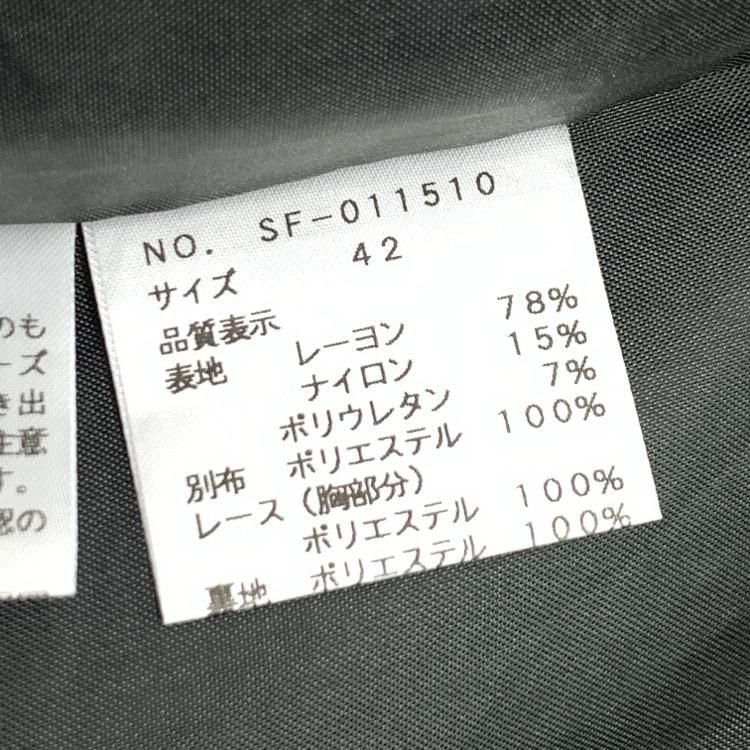 NO. SF-011510
サイズ 42
品質表示
表地 レーヨン 78%
ナイロン 15%
ポリウレタン 7%
別布 ポリエステル 100%
レース(胸部分)
ポリエステル 100%
裏地 ポリエステル 100%
のも
ーズ
き出
注意
す。
認の